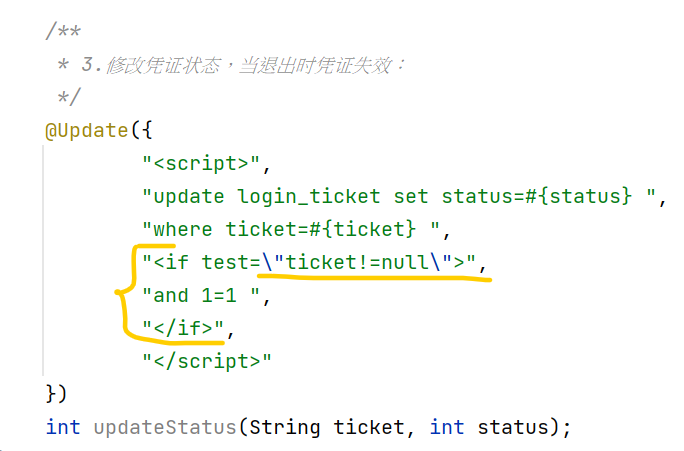 /**
 * 3.修改凭证状态，当退出时凭证失效：
 */
@Update({
        "<script>",
        "update login_ticket set status=#{status} ",
        "where ticket=#{ticket} ",
        "<if test=\"ticket!=null\">",
        "and 1=1 ",
        "</if>",
        "</script>"
})
int updateStatus(String ticket, int status);